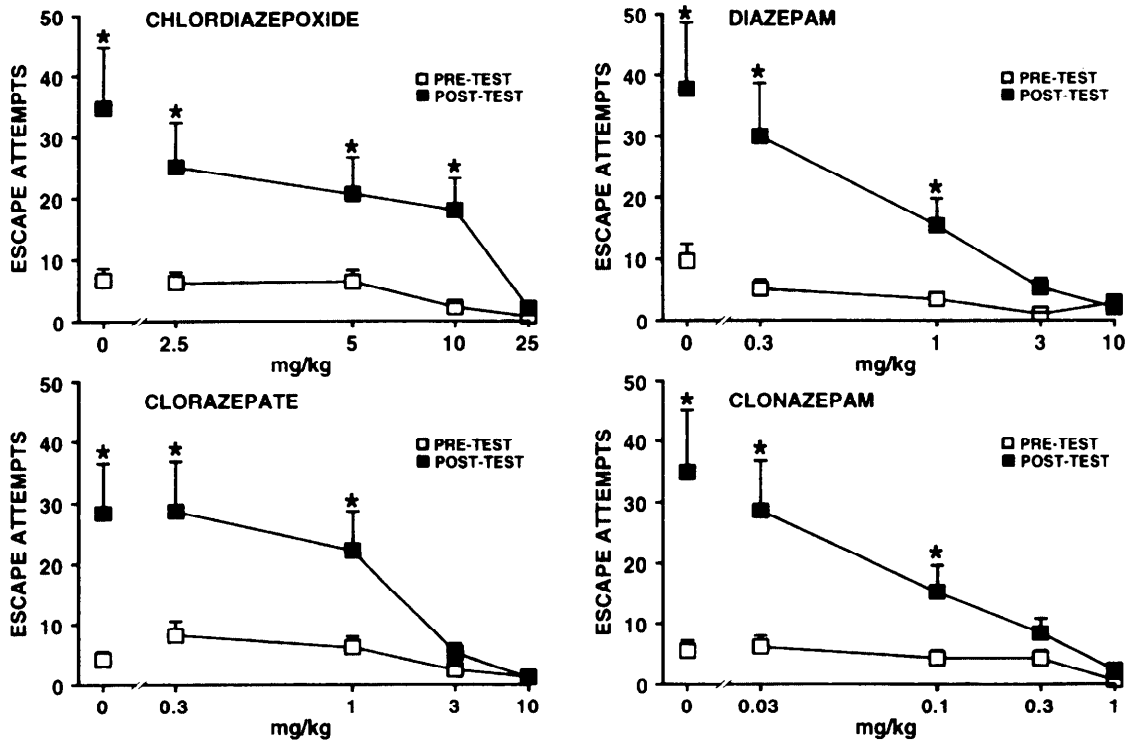 CHLORDIAZEPOXIDE
50
40
30
20
10
0
ESCAPE ATTEMPTS
□ PRE-TEST
■ POST-TEST
* * * *
0 2.5 5 10 25
mg/kg
DIAZEPAM
50
40
30
20
10
0
ESCAPE ATTEMPTS
□ PRE-TEST
■ POST-TEST
* * *
0 0.3 1 3 10
mg/kg
CLORAZEPATE
50
40
30
20
10
0
ESCAPE ATTEMPTS
□ PRE-TEST
■ POST-TEST
* * *
0 0.3 1 3 10
mg/kg
CLONAZEPAM
50
40
30
20
10
0
ESCAPE ATTEMPTS
□ PRE-TEST
■ POST-TEST
* * *
0 0.03 0.1 0.3 1
mg/kg